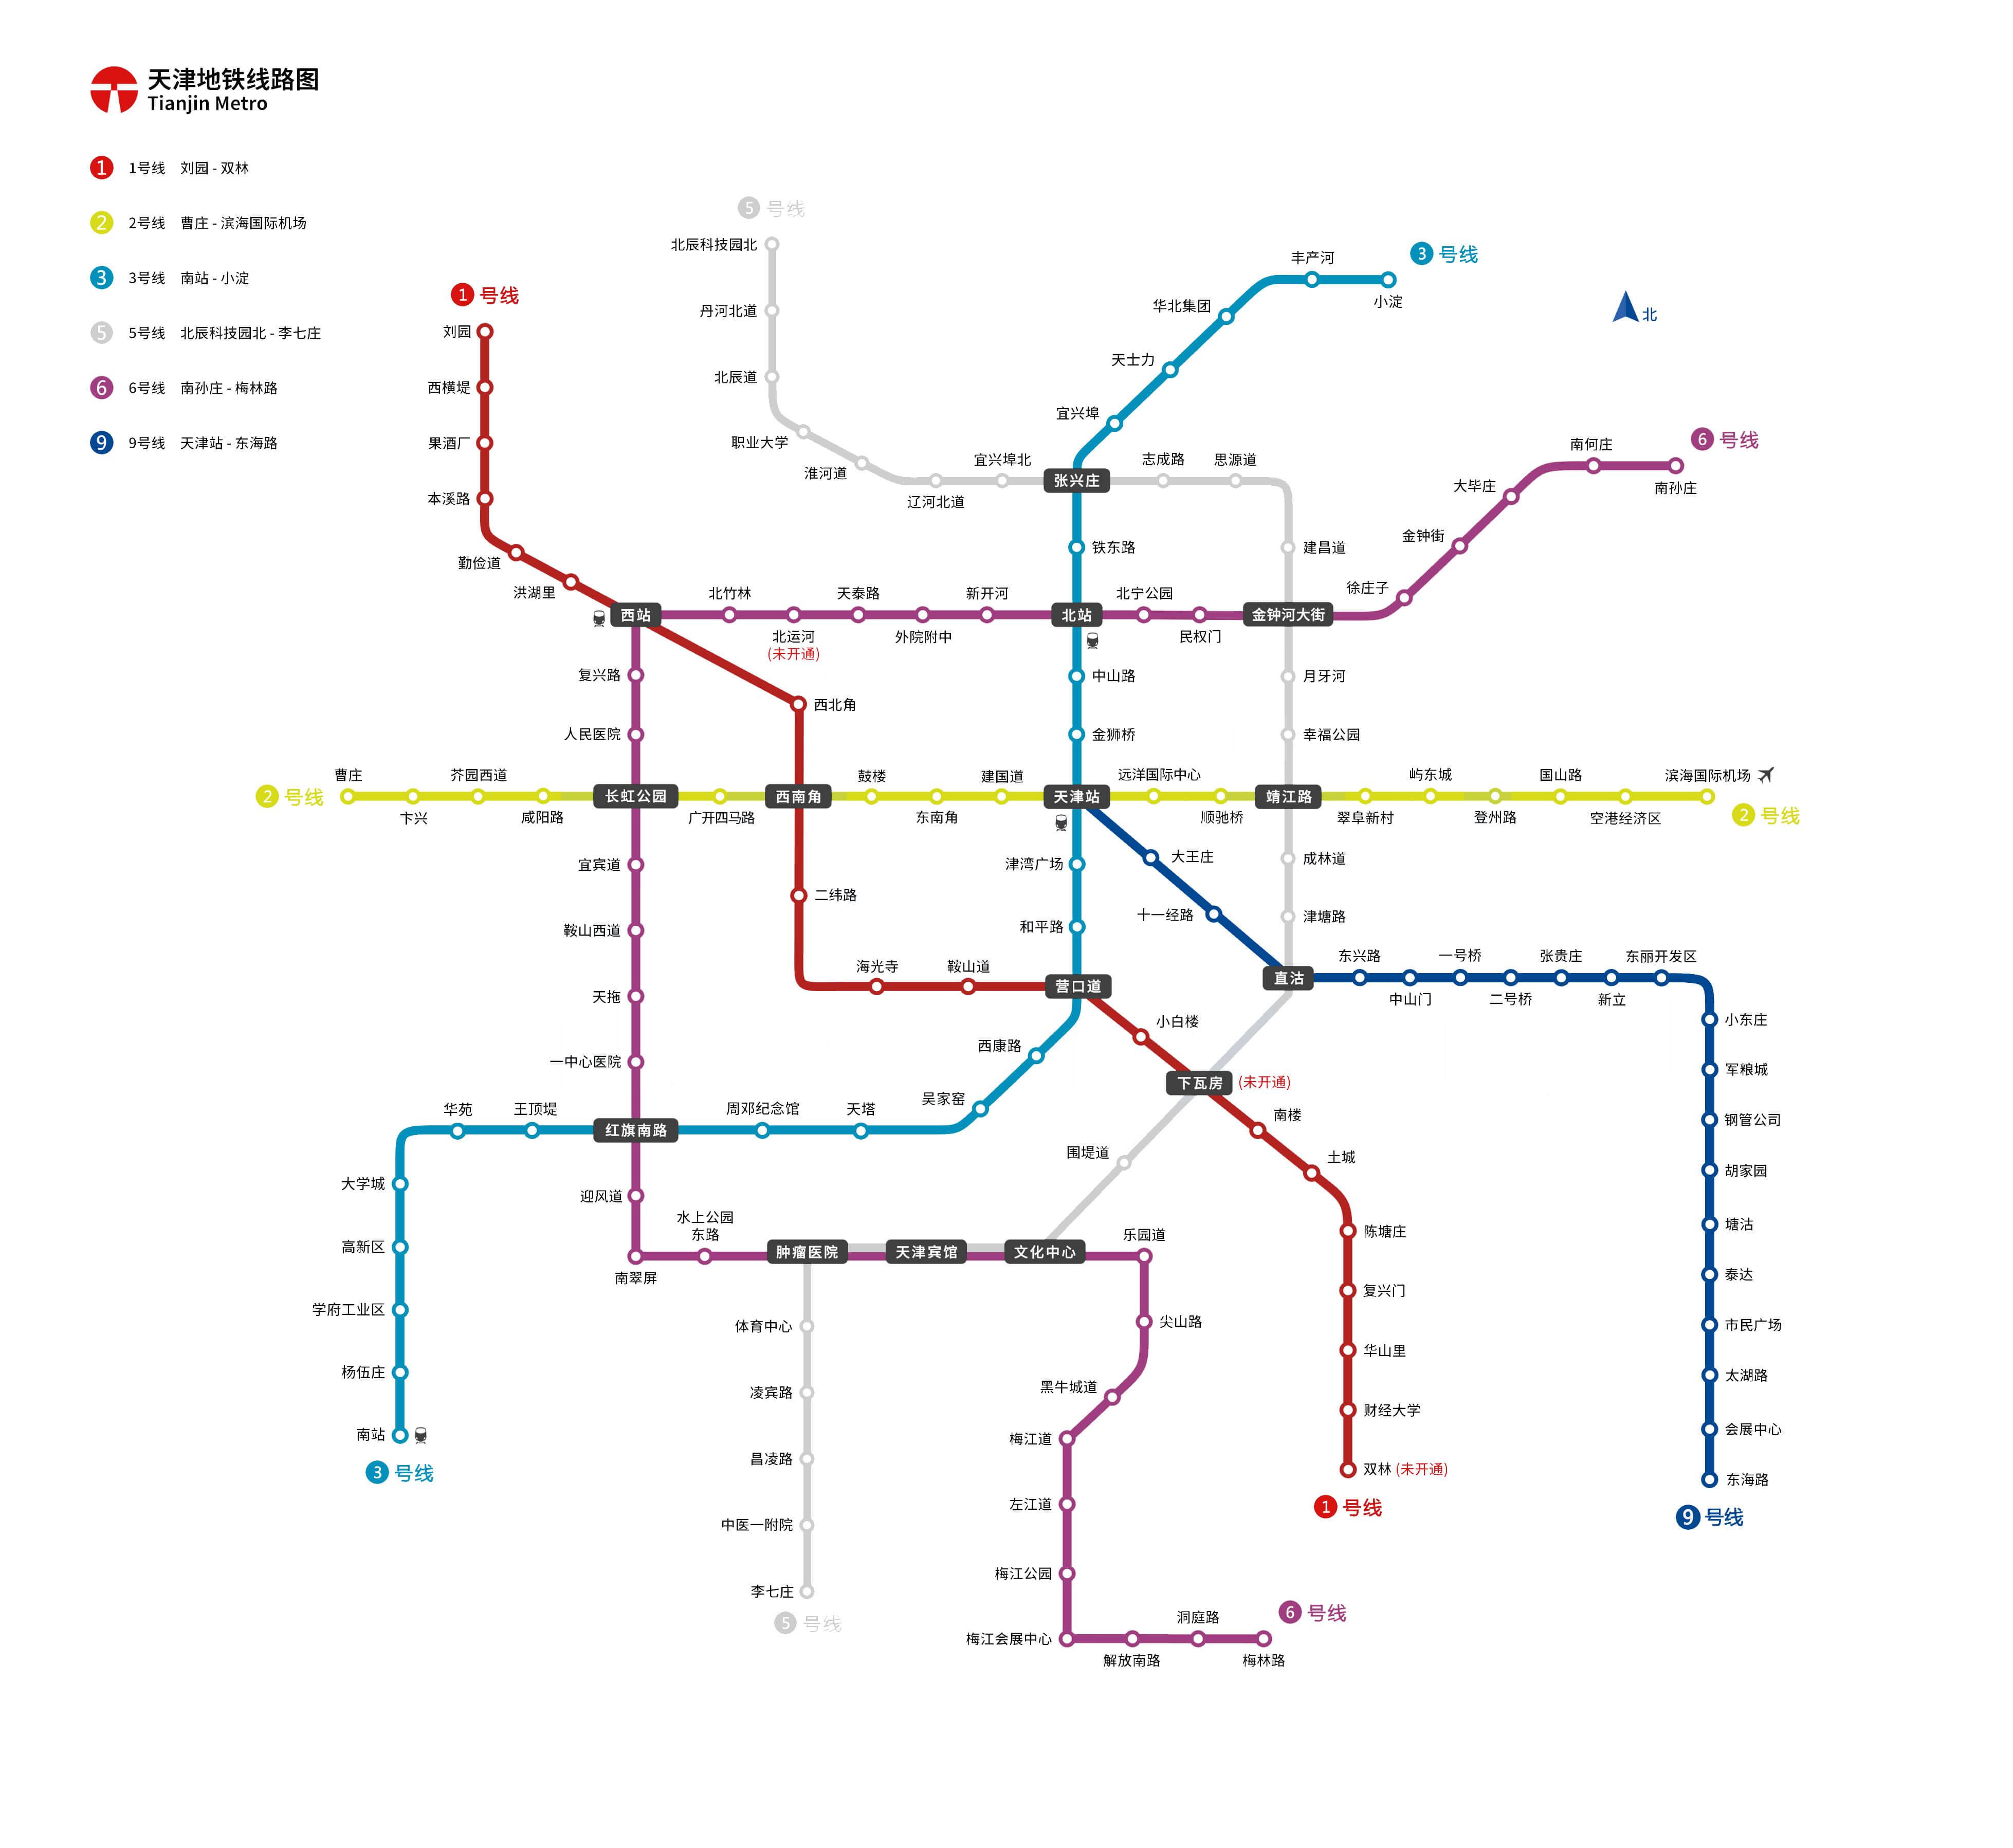 天津地铁线路图
Tianjin Metro
1 1号线 刘园 - 双林
2 2号线 曹庄 - 滨海国际机场
3 3号线 南站 - 小淀
5 5号线 北辰科技园北 - 李七庄
6 6号线 南孙庄 - 梅林路
9 9号线 天津站 - 东海路
5 号线
北辰科技园北
丹河北道
北辰道
职业大学
淮河道
辽河北道
宜兴埠北
张兴庄
志成路
思源道
建昌道
3 号线
丰产河
小淀
华北集团
天士力
宜兴埠
铁东路
北
1 号线
刘园
西横堤
果酒厂
本溪路
勤俭道
洪湖里
6 号线
南何庄
南孙庄
大毕庄
金钟街
徐庄子
西站
北竹林
北运河
(未开通)
天泰路
外院附中
新开河
北站
北宁公园
民权门
金钟河大街
复兴路
人民医院
西北角
中山路
金狮桥
月牙河
幸福公园
2 号线
曹庄
卞兴
芥园西道
咸阳路
长虹公园
广开四马路
西南角
鼓楼
东南角
建国道
天津站
远洋国际中心
顺驰桥
靖江路
翠阜新村
屿东城
登州路
国山路
空港经济区
滨海国际机场
2 号线
宜宾道
鞍山西道
天拖
一中心医院
二纬路
海光寺
鞍山道
津湾广场
和平路
营口道
大王庄
十一经路
成林道
津塘路
直沽
东兴路
中山门
一号桥
二号桥
张贵庄
新立
东丽开发区
小东庄
军粮城
钢管公司
胡家园
塘沽
泰达
市民广场
太湖路
会展中心
东海路
9 号线
小白楼
下瓦房 (未开通)
南楼
土城
陈塘庄
复兴门
华山里
财经大学
双林 (未开通)
1 号线
西康路
吴家窑
天塔
周邓纪念馆
红旗南路
王顶堤
华苑
大学城
高新区
学府工业区
杨伍庄
南站
3 号线
围堤道
迎风道
南翠屏
水上公园
东路
肿瘤医院
天津宾馆
文化中心
乐园道
尖山路
黑牛城道
梅江道
左江道
梅江公园
梅江会展中心
解放南路
洞庭路
梅林路
6 号线
体育中心
凌宾路
昌凌路
中医一附院
李七庄
5 号线